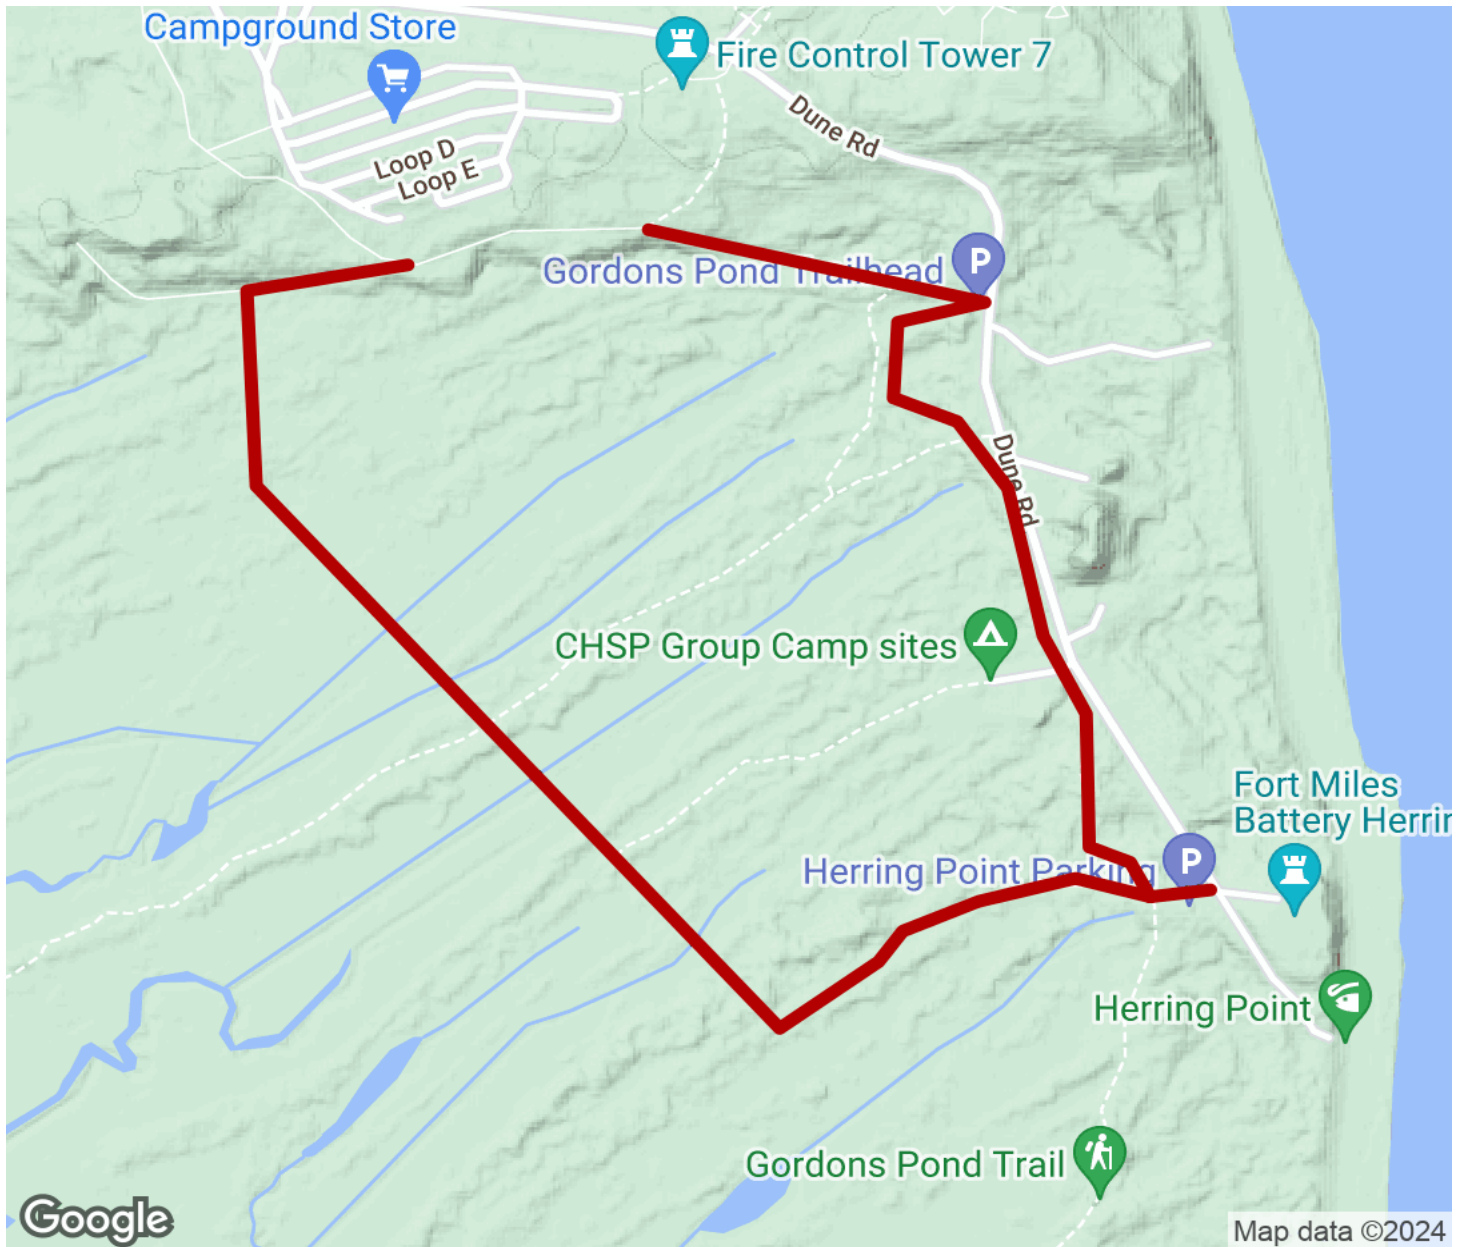 Campground Store
Fire Control Tower 7
Dune Rd
Loop D
Loop E
Gordons Pond Trailhead
P
Dune Rd
CHSP Group Camp sites
Fort Miles
Battery Herrin
Herring Point Parking
P
Herring Point
Gordons Pond Trail
Google
Map data ©2024